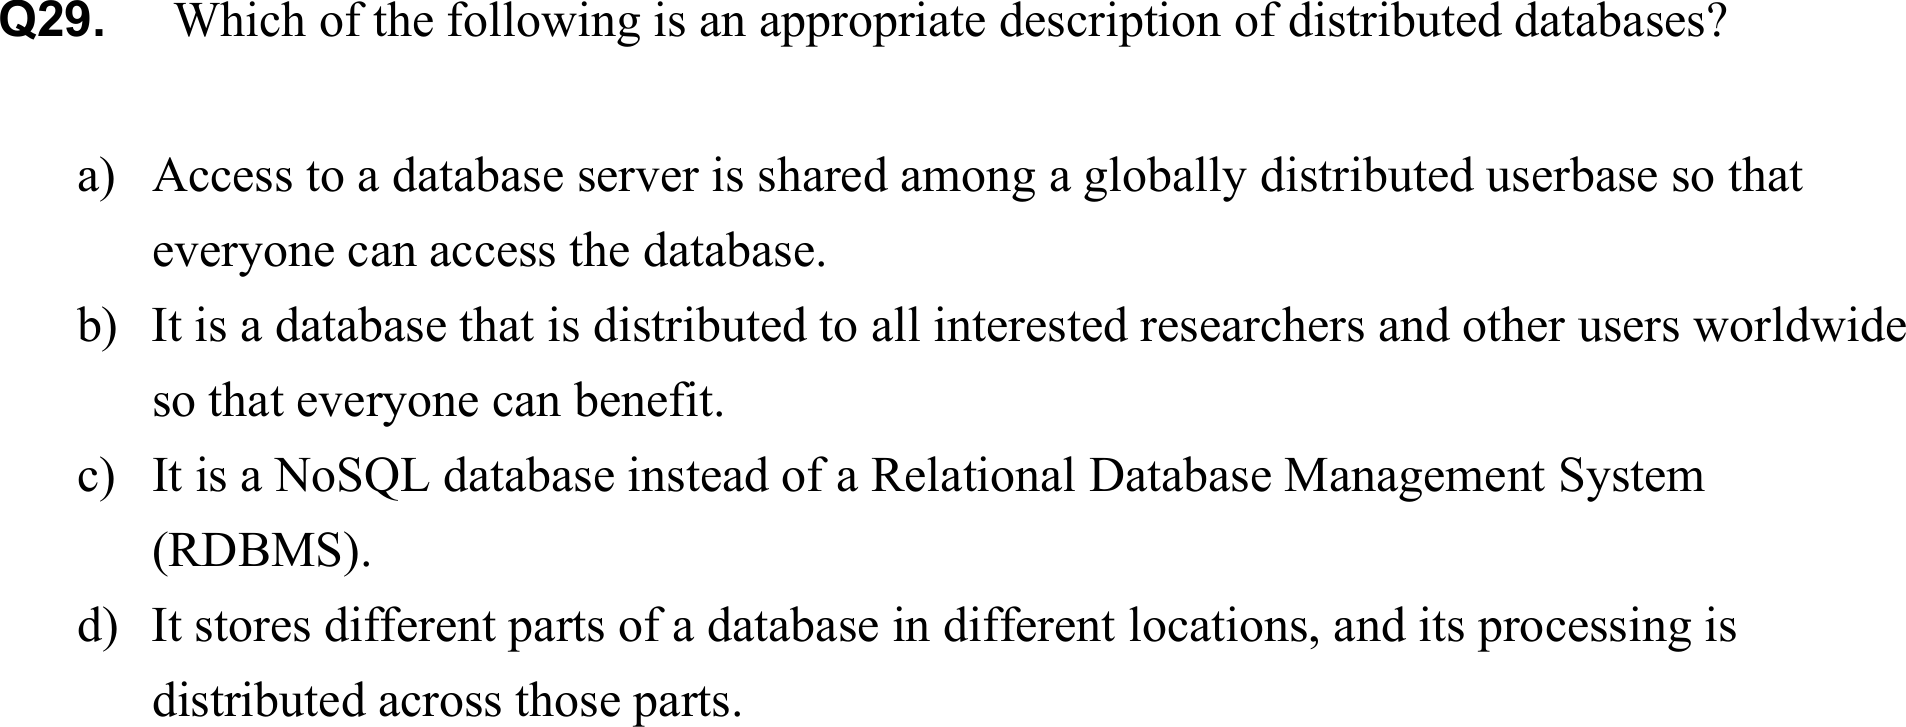 Q29. Which of the following is an appropriate description of distributed databases?
a) Access to a database server is shared among a globally distributed userbase so that
everyone can access the database.
b) It is a database that is distributed to all interested researchers and other users worldwide
so that everyone can benefit.
c) It is a NoSQL database instead of a Relational Database Management System
(RDBMS).
d) It stores different parts of a database in different locations, and its processing is
distributed across those parts.